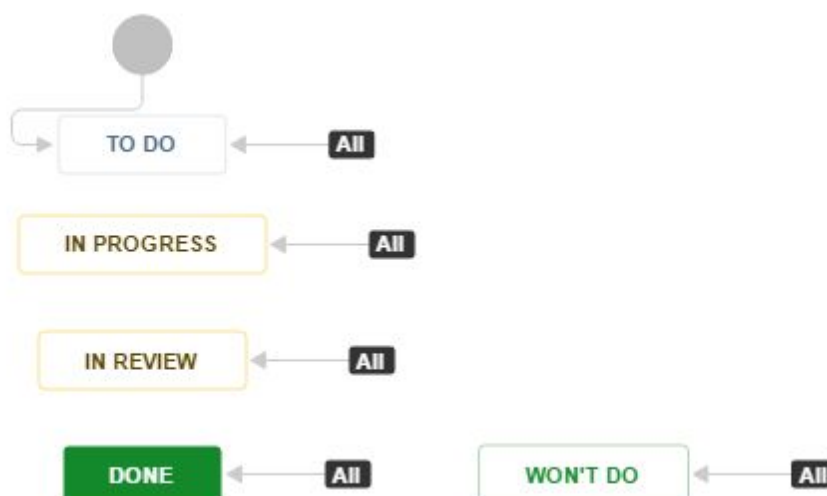 TO DO All
IN PROGRESS All
IN REVIEW All
DONE All WON'T DO All